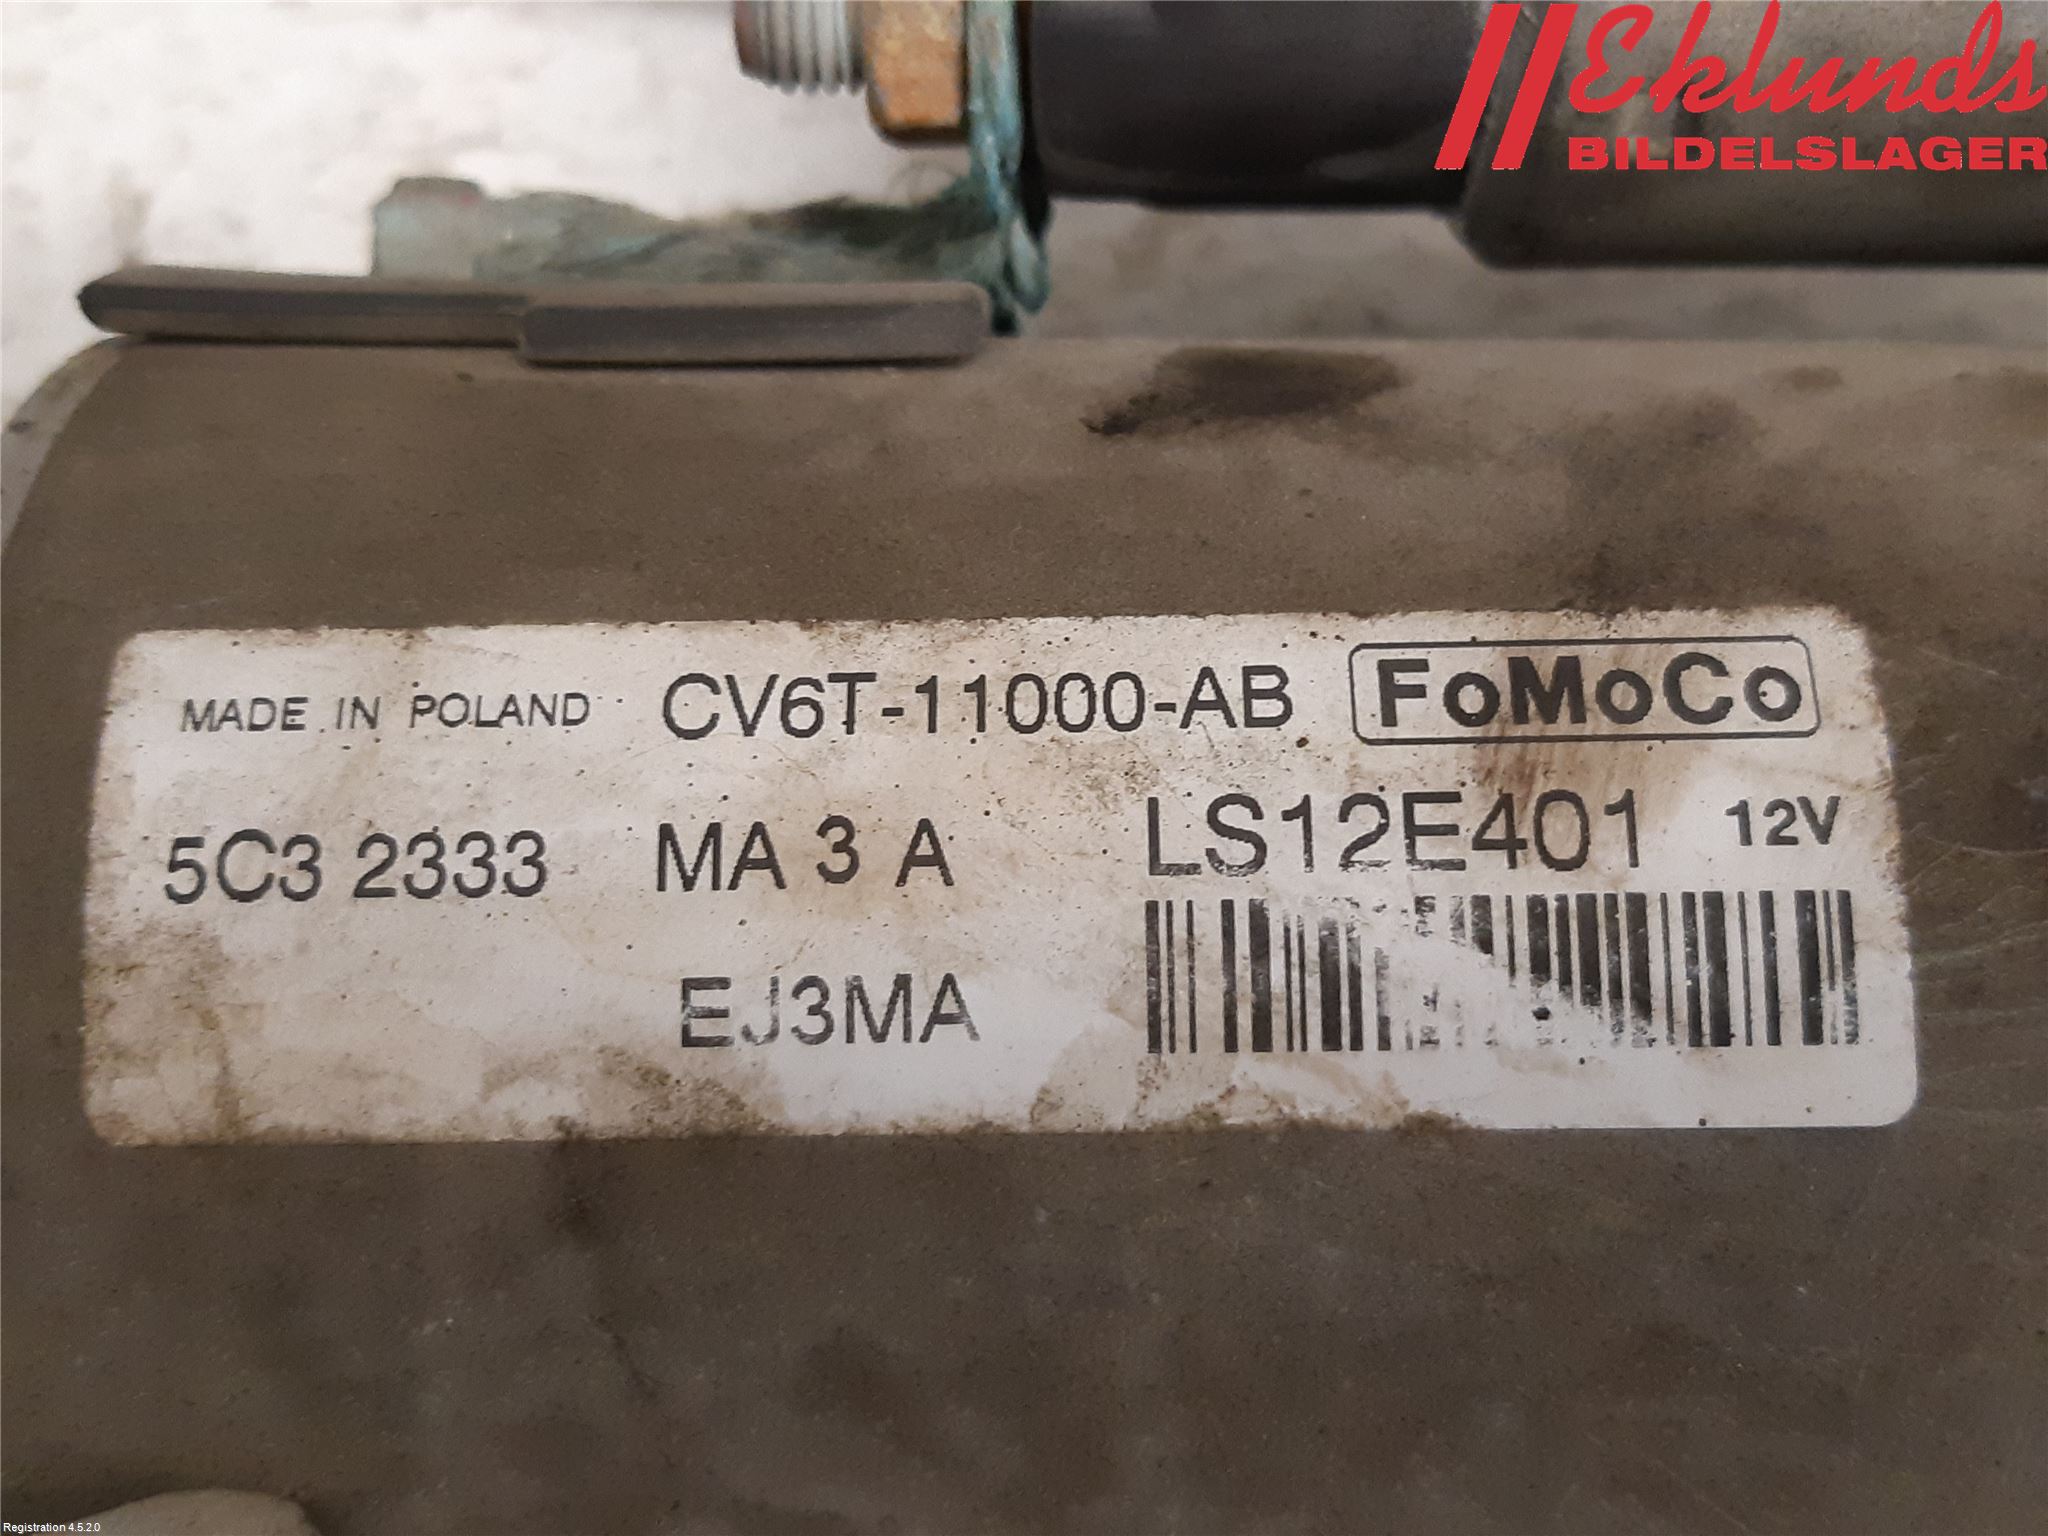 Eklunds
BILDELSLAGER
MADE IN POLAND CV6T-11000-AB FoMoCo
5C3 2333 MA 3 A LS12E401 12V
EJ3MA
Registration 4.5.2.0